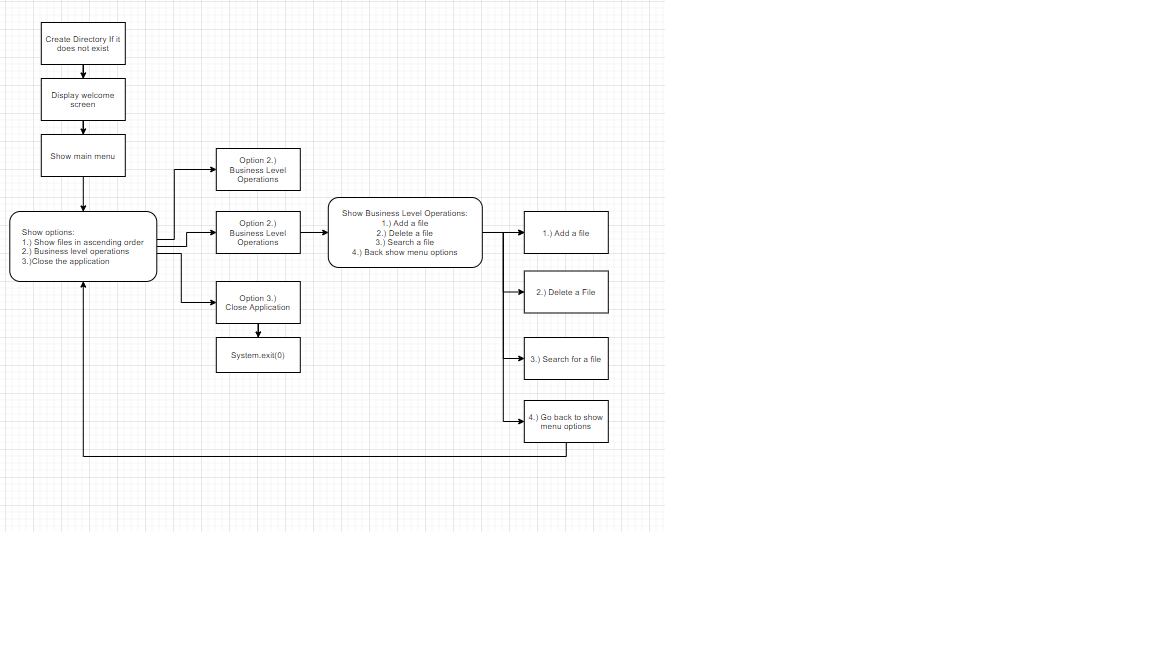 Create Directory If it
does not exist
Display welcome
screen
Show main menu
Show options:
1.) Show files in ascending order
2.) Business level operations
3.)Close the application
Option 2.)
Business Level
Operations
Option 2.)
Business Level
Operations
Option 3.)
Close Application
System.exit(0)
Show Business Level Operations:
1.) Add a file
2.) Delete a file
3.) Search a file
4.) Back show menu options
1.) Add a file
2.) Delete a File
3.) Search for a file
4.) Go back to show
menu options